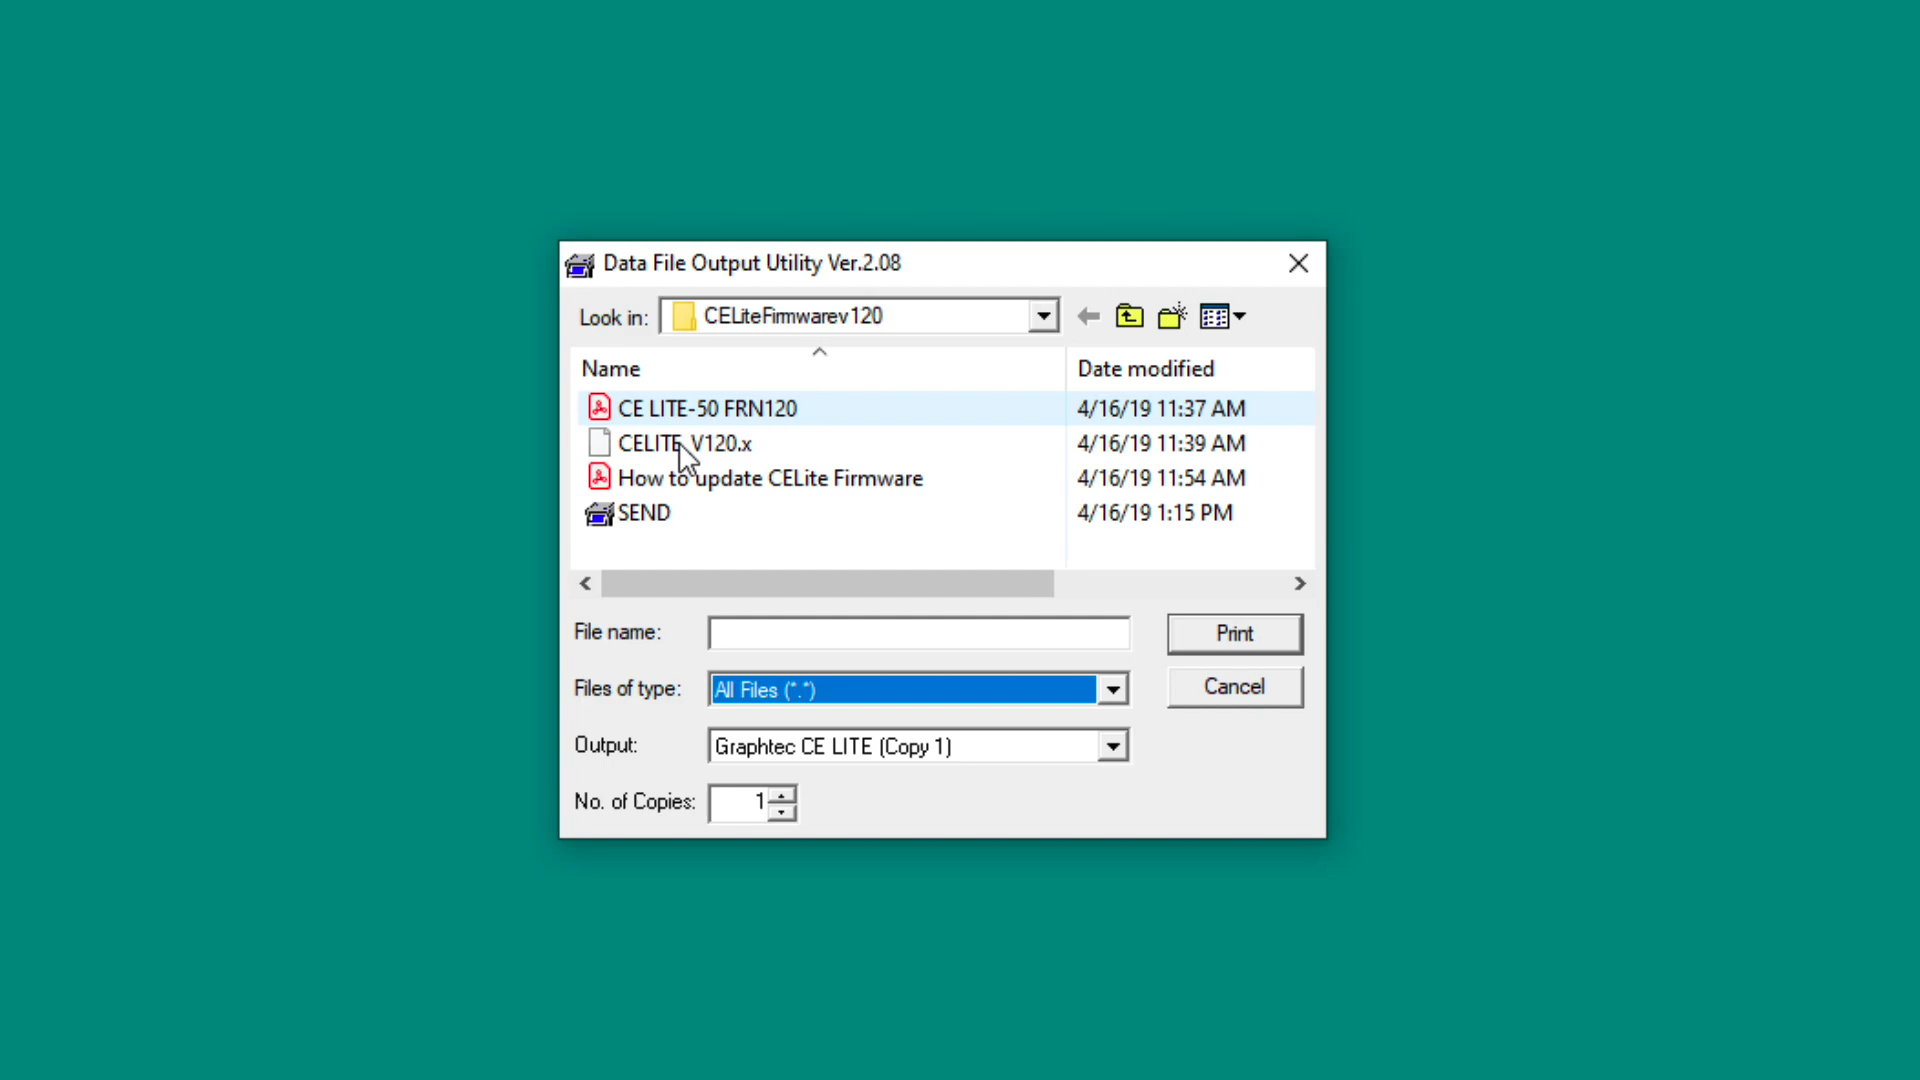 Data File Output Utility Ver.2.08
Look in: CELiteFirmwarev120
Name Date modified
CE LITE-50 FRN120 4/16/19 11:37 AM
CELITE_V120.x 4/16/19 11:39 AM
How to update CELite Firmware 4/16/19 11:54 AM
SEND 4/16/19 1:15 PM
File name: Print
Files of type: All Files (*.*) Cancel
Output: Graphtec CE LITE (Copy 1)
No. of Copies: 1